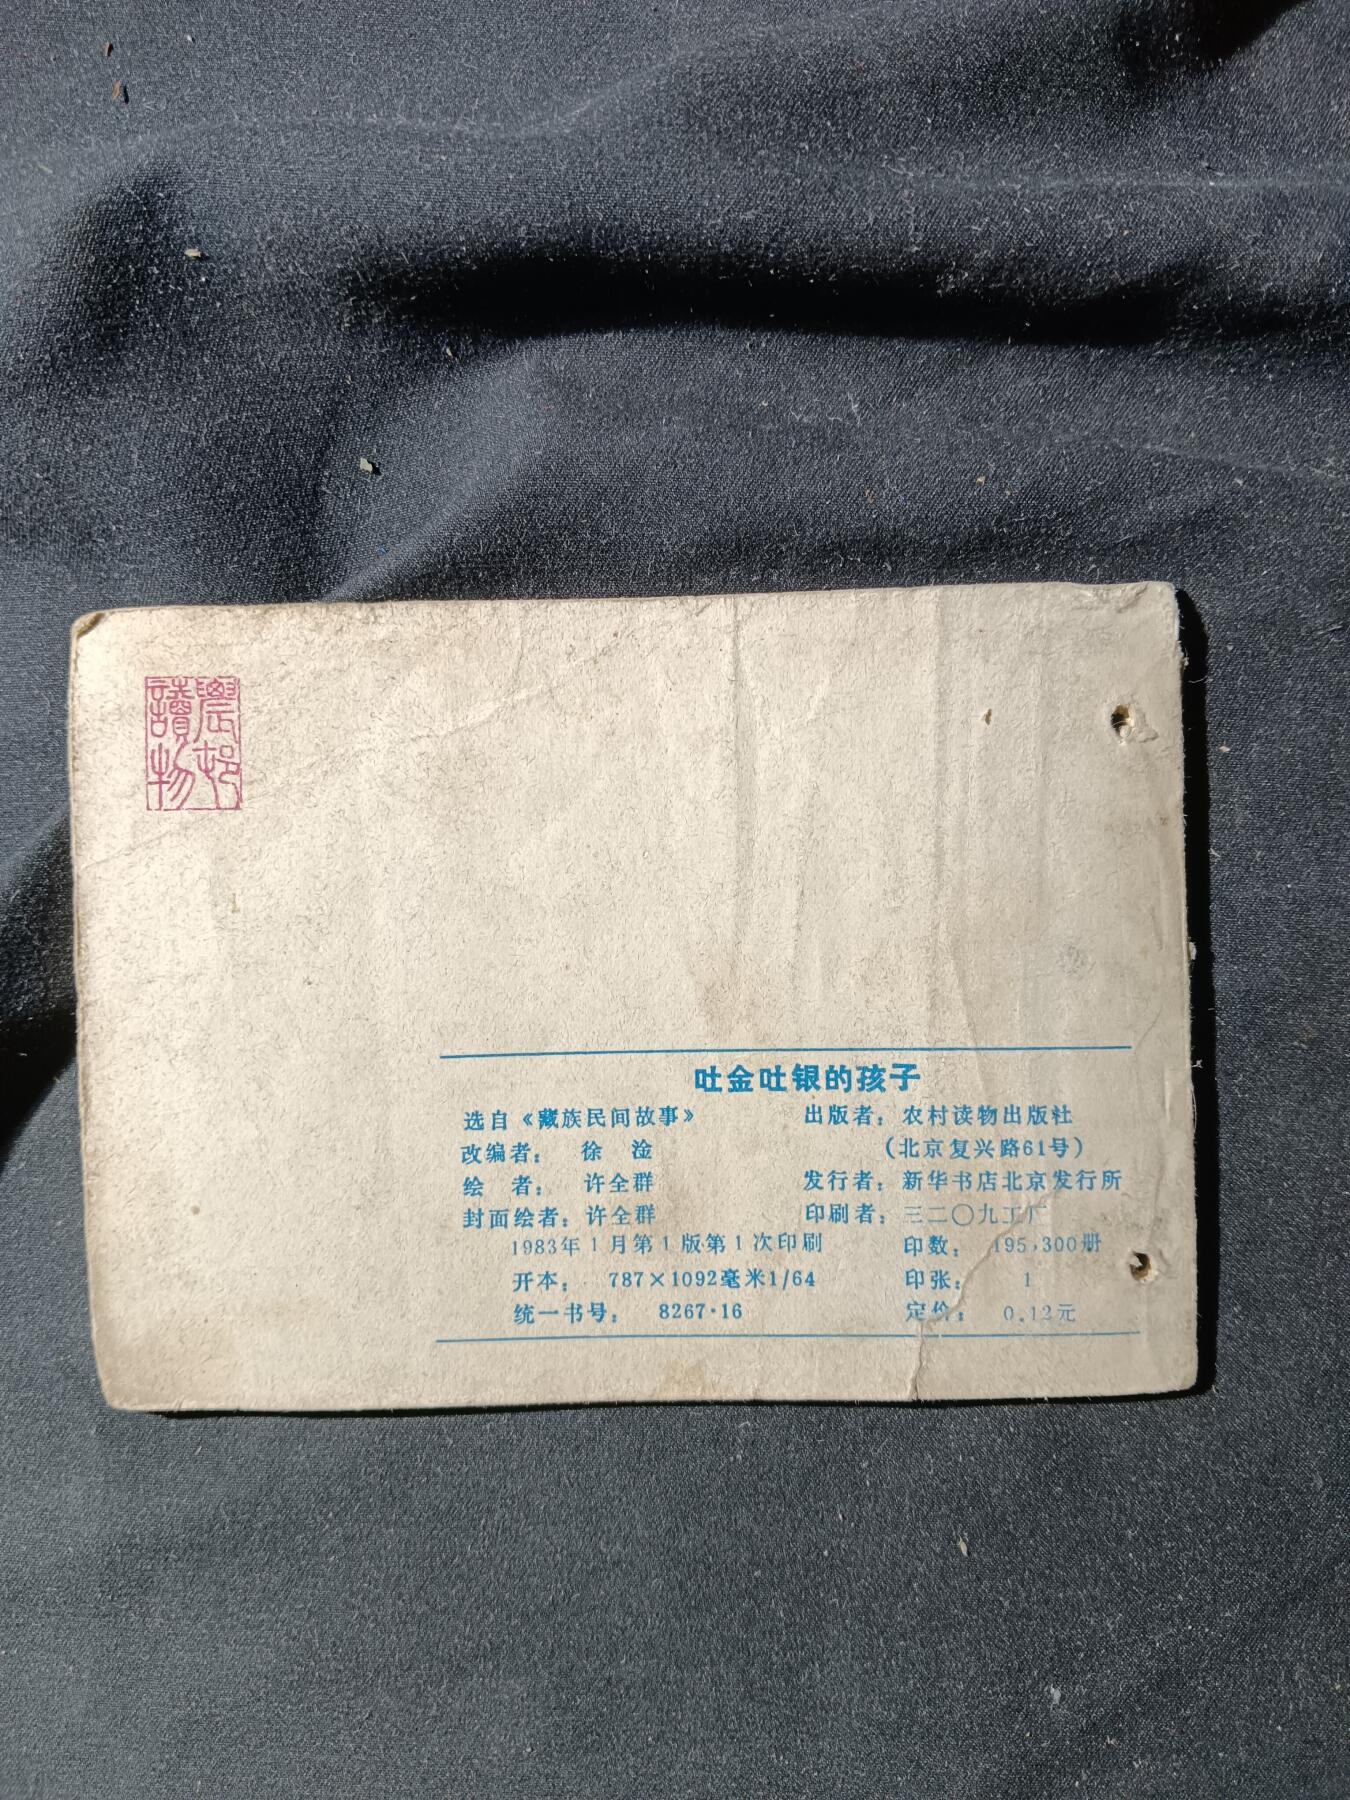 農村
讀物
吐金吐银的孩子
选自《藏族民间故事》
改编者： 徐 淦
绘 者： 许全群
封面绘者：许全群
出版者：农村读物出版社
（北京复兴路61号）
发行者：新华书店北京发行所
印刷者：三二〇九工厂
1983年1月第1版第1次印刷
印数： 195,300册
开本： 787×1092毫米1/64
印张： 1
统一书号： 8267·16
定价： 0.12元